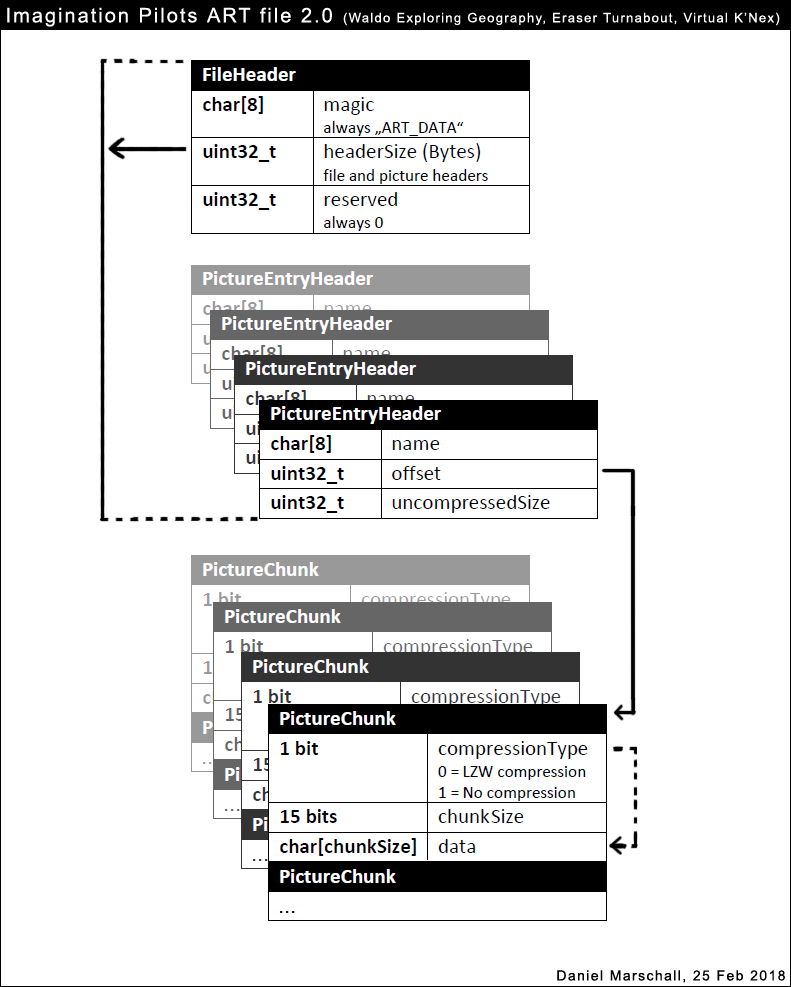 Imagination Pilots ART file 2.0 (Waldo Exploring Geography, Eraser Turnabout, Virtual K'Nex)
FileHeader
char[8] magic
always „ART_DATA“
uint32_t headerSize (Bytes)
file and picture headers
uint32_t reserved
always 0
PictureEntryHeader
char[8] name
u
u
PictureEntryHeader
char[8] name
ui
ui
PictureEntryHeader
char[8] name
ui
ui
PictureEntryHeader
char[8] name
uint32_t offset
uint32_t uncompressedSize
PictureChunk
1 bit compressionType
1
c
P
...
PictureChunk
1 bit compressionType
15
ch
Pi
...
PictureChunk
1 bit compressionType
15
ch
Pi
...
PictureChunk
1 bit compressionType
0 = LZW compression
1 = No compression
15 bits chunkSize
char[chunkSize] data
PictureChunk
...
Daniel Marschall, 25 Feb 2018